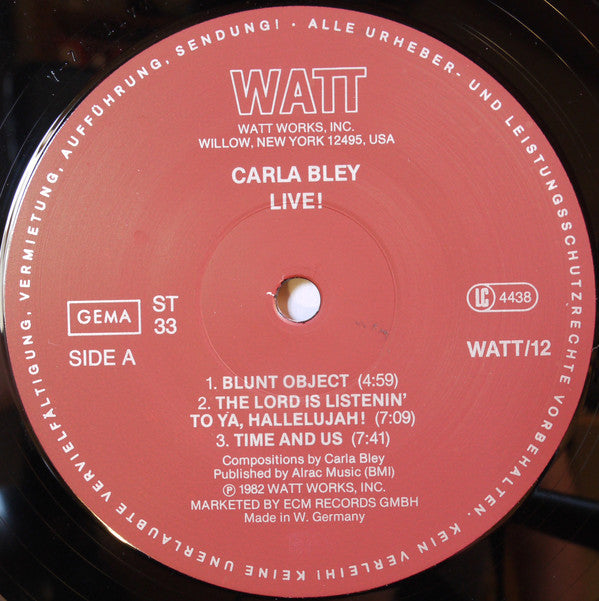 ALLE URHEBER- UND LEISTUNGSSCHUTZRECHTE VORBEHALTEN. KEIN VERLEIH! KEINE UNERLAUBTE VERVIELFÄLTIGUNG, VERMIETUNG, AUFFÜHRUNG, SENDUNG! ·
WATT
WATT WORKS, INC.
WILLOW, NEW YORK 12495, USA
CARLA BLEY
LIVE!
GEMA
ST
33
SIDE A
LC 4438
WATT/12
1. BLUNT OBJECT (4:59)
2. THE LORD IS LISTENIN'
TO YA, HALLELUJAH! (7:09)
3. TIME AND US (7:41)
Compositions by Carla Bley
Published by Alrac Music (BMI)
Ⓟ 1982 WATT WORKS, INC.
MARKETED BY ECM RECORDS GMBH
Made in W. Germany